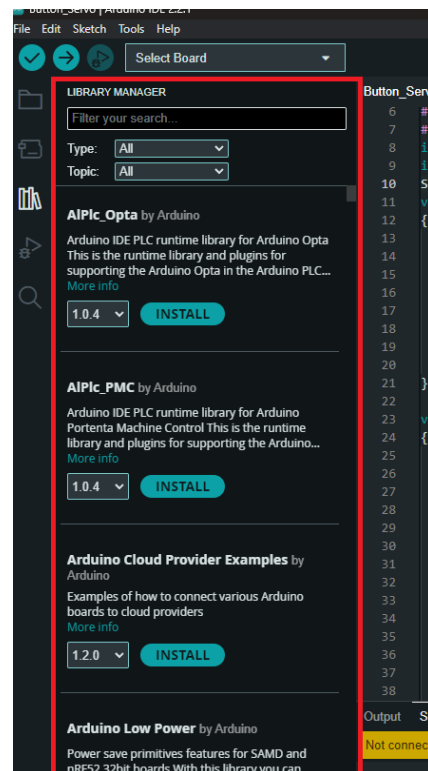 Button_Servo | Arduino IDE 2.2.1
File Edit Sketch Tools Help
Select Board
LIBRARY MANAGER
Filter your search...
Type: All
Topic: All
AlPlc_Opta by Arduino
Arduino IDE PLC runtime library for Arduino Opta
This is the runtime library and plugins for
supporting the Arduino Opta in the Arduino PLC...
More info
1.0.4 INSTALL
AlPlc_PMC by Arduino
Arduino IDE PLC runtime library for Arduino
Portenta Machine Control This is the runtime
library and plugins for supporting the Arduino...
More info
1.0.4 INSTALL
Arduino Cloud Provider Examples by
Arduino
Examples of how to connect various Arduino
boards to cloud providers
More info
1.2.0 INSTALL
Arduino Low Power by Arduino
Power save primitives features for SAMD and
nRF52 32bit boards With this library you can
Button_Serv
6 #
7 #
8 i
9 i
10 S
11 v
12 {
13
14
15
16
17
18
19
20
21 }
22
23 v
24 {
25
26
27
28
29
30
31
32
33
34
35
36
37
38
Output S
Not connec